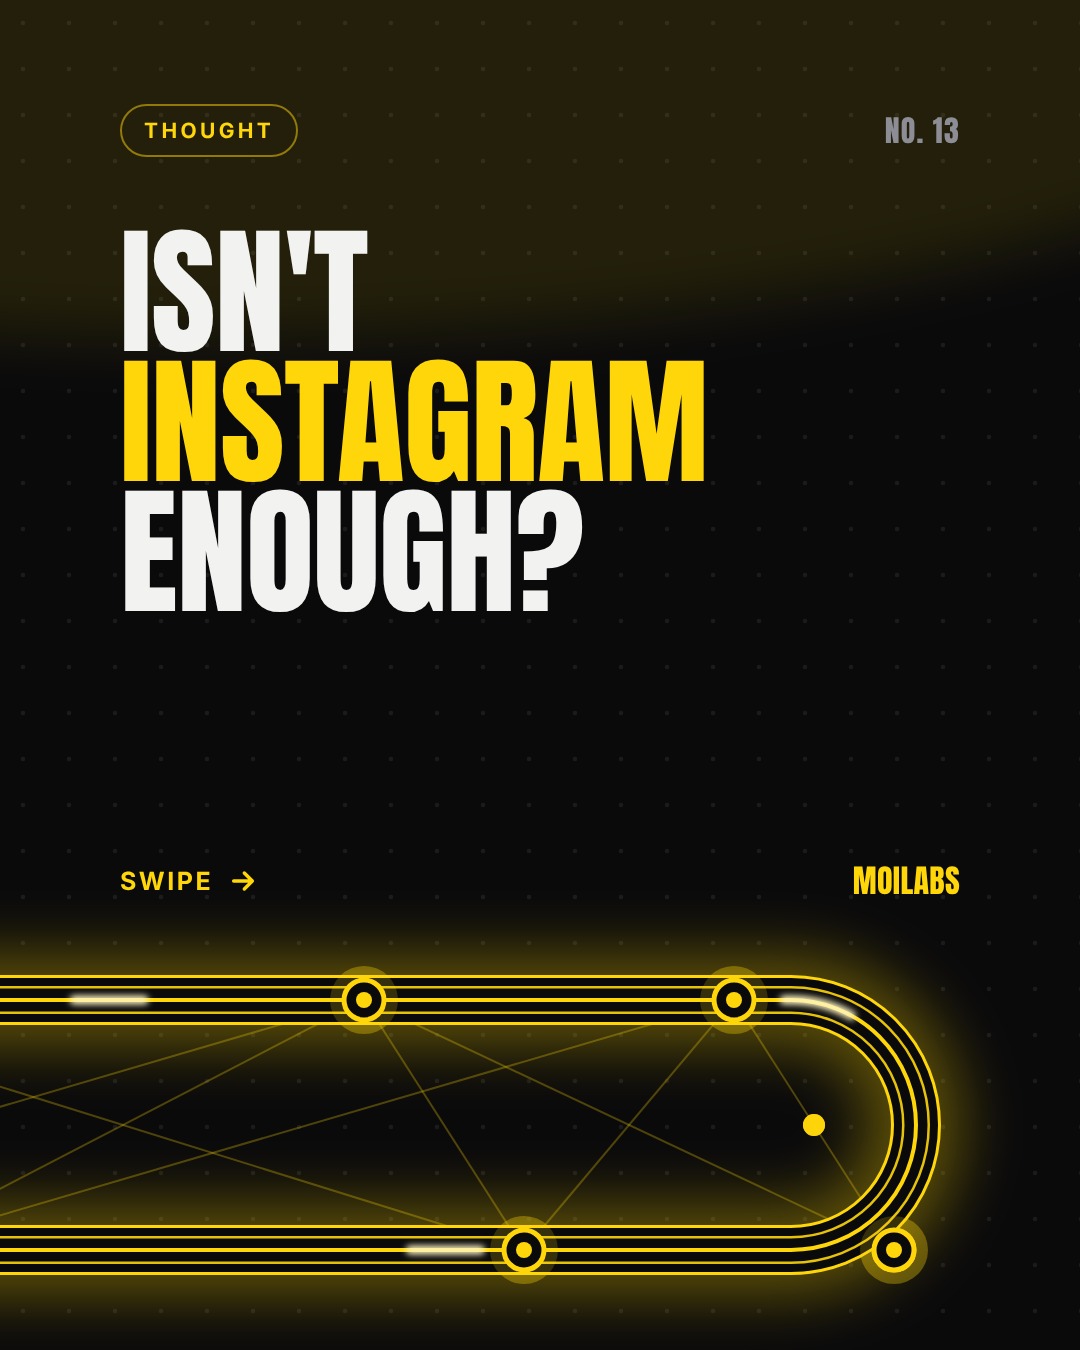 THOUGHT
NO. 13
ISN'T
INSTAGRAM
ENOUGH?
SWIPE →
MOILABS